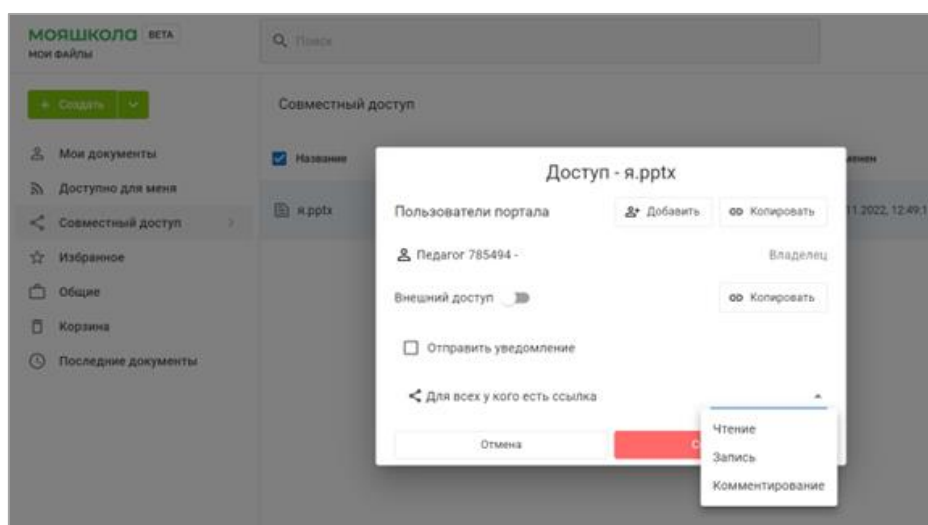 МОЯШКОЛА BETA
МОИ ФАЙЛЫ
Поиск
+ Создать
Мои документы
Доступно для меня
Совместный доступ
Избранное
Общие
Корзина
Последние документы
Совместный доступ
Название
я.pptx
11.2022, 12:49:1
Доступ - я.pptx
Пользователи портала
Добавить
Копировать
Педагог 785494 -
Владелец
Внешний доступ
Копировать
Отправить уведомление
Для всех у кого есть ссылка
Отмена
Чтение
Запись
Комментирование